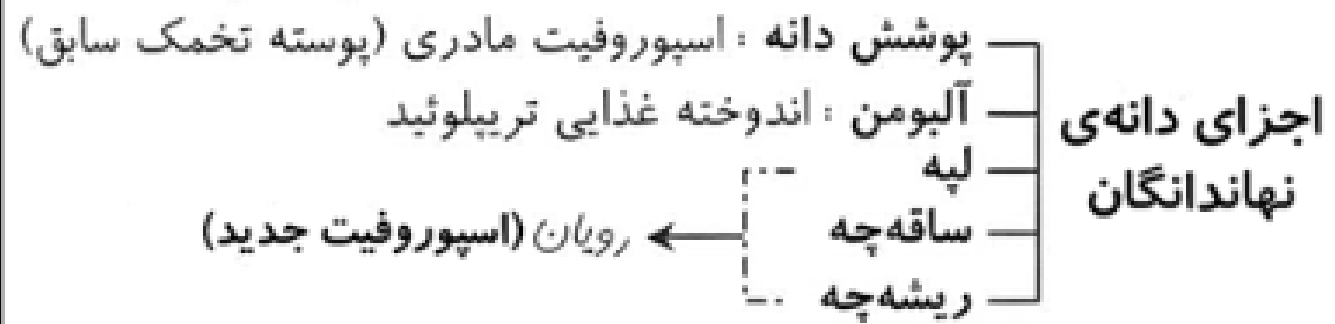 اجزای دانه‌ی
نهاندانگان
پوشش دانه : اسپوروفیت مادری (پوسته تخمک سابق)
آلبومن : اندوخته غذایی تریپلوئید
لپه
ساقه‌چه
ریشه‌چه
رویان (اسپوروفیت جدید)